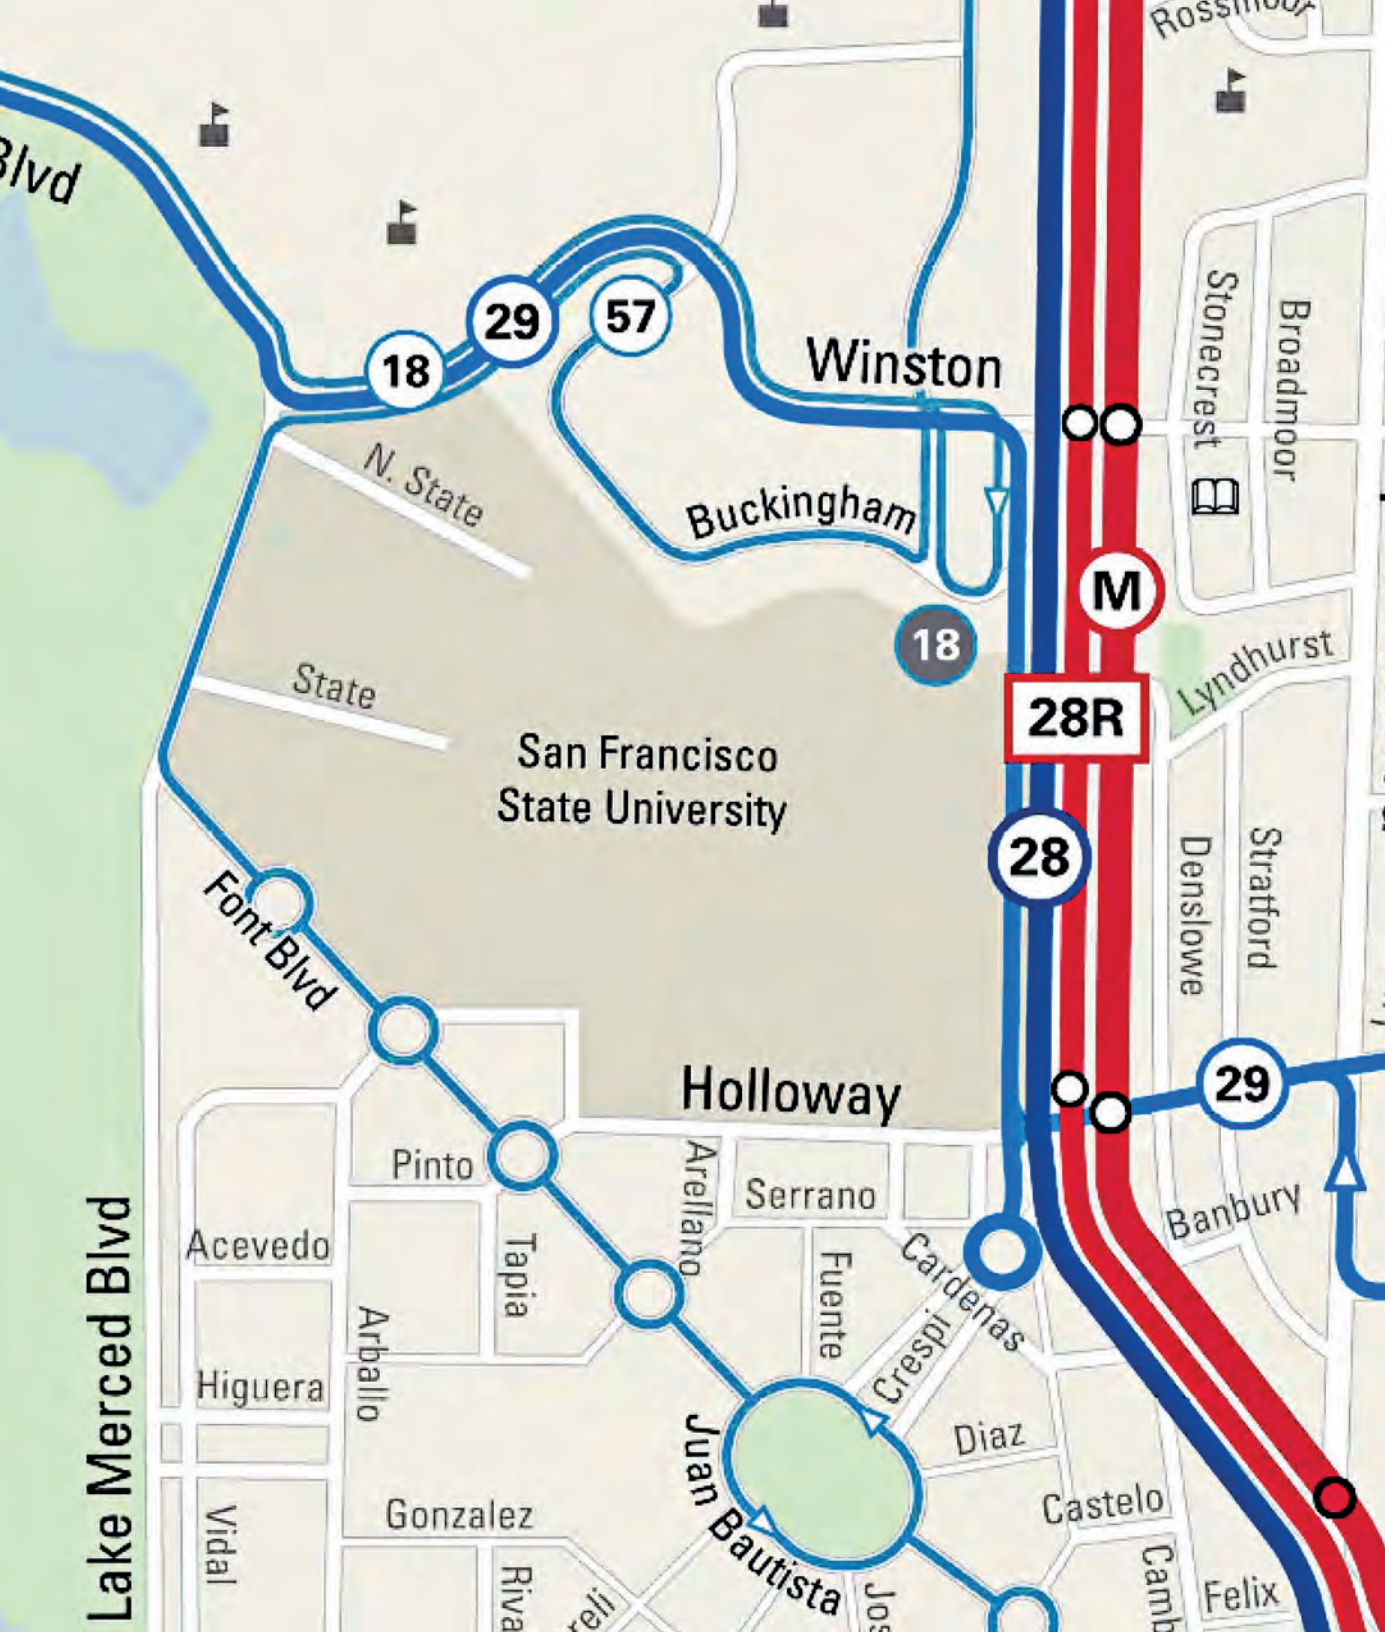 Blvd
29
57
18
Winston
Stonecrest
Broadmoor
N. State
Buckingham
M
18
Lyndhurst
State
28R
San Francisco
State University
28
Denslowe
Stratford
Font Blvd
29
Holloway
Pinto
Arellano
Serrano
Banbury
Acevedo
Tapia
Fuente
Cardenas
Crespi
Lake Merced Blvd
Arballo
Higuera
Juan Bautista
Diaz
Castelo
Gonzalez
Vidal
Felix